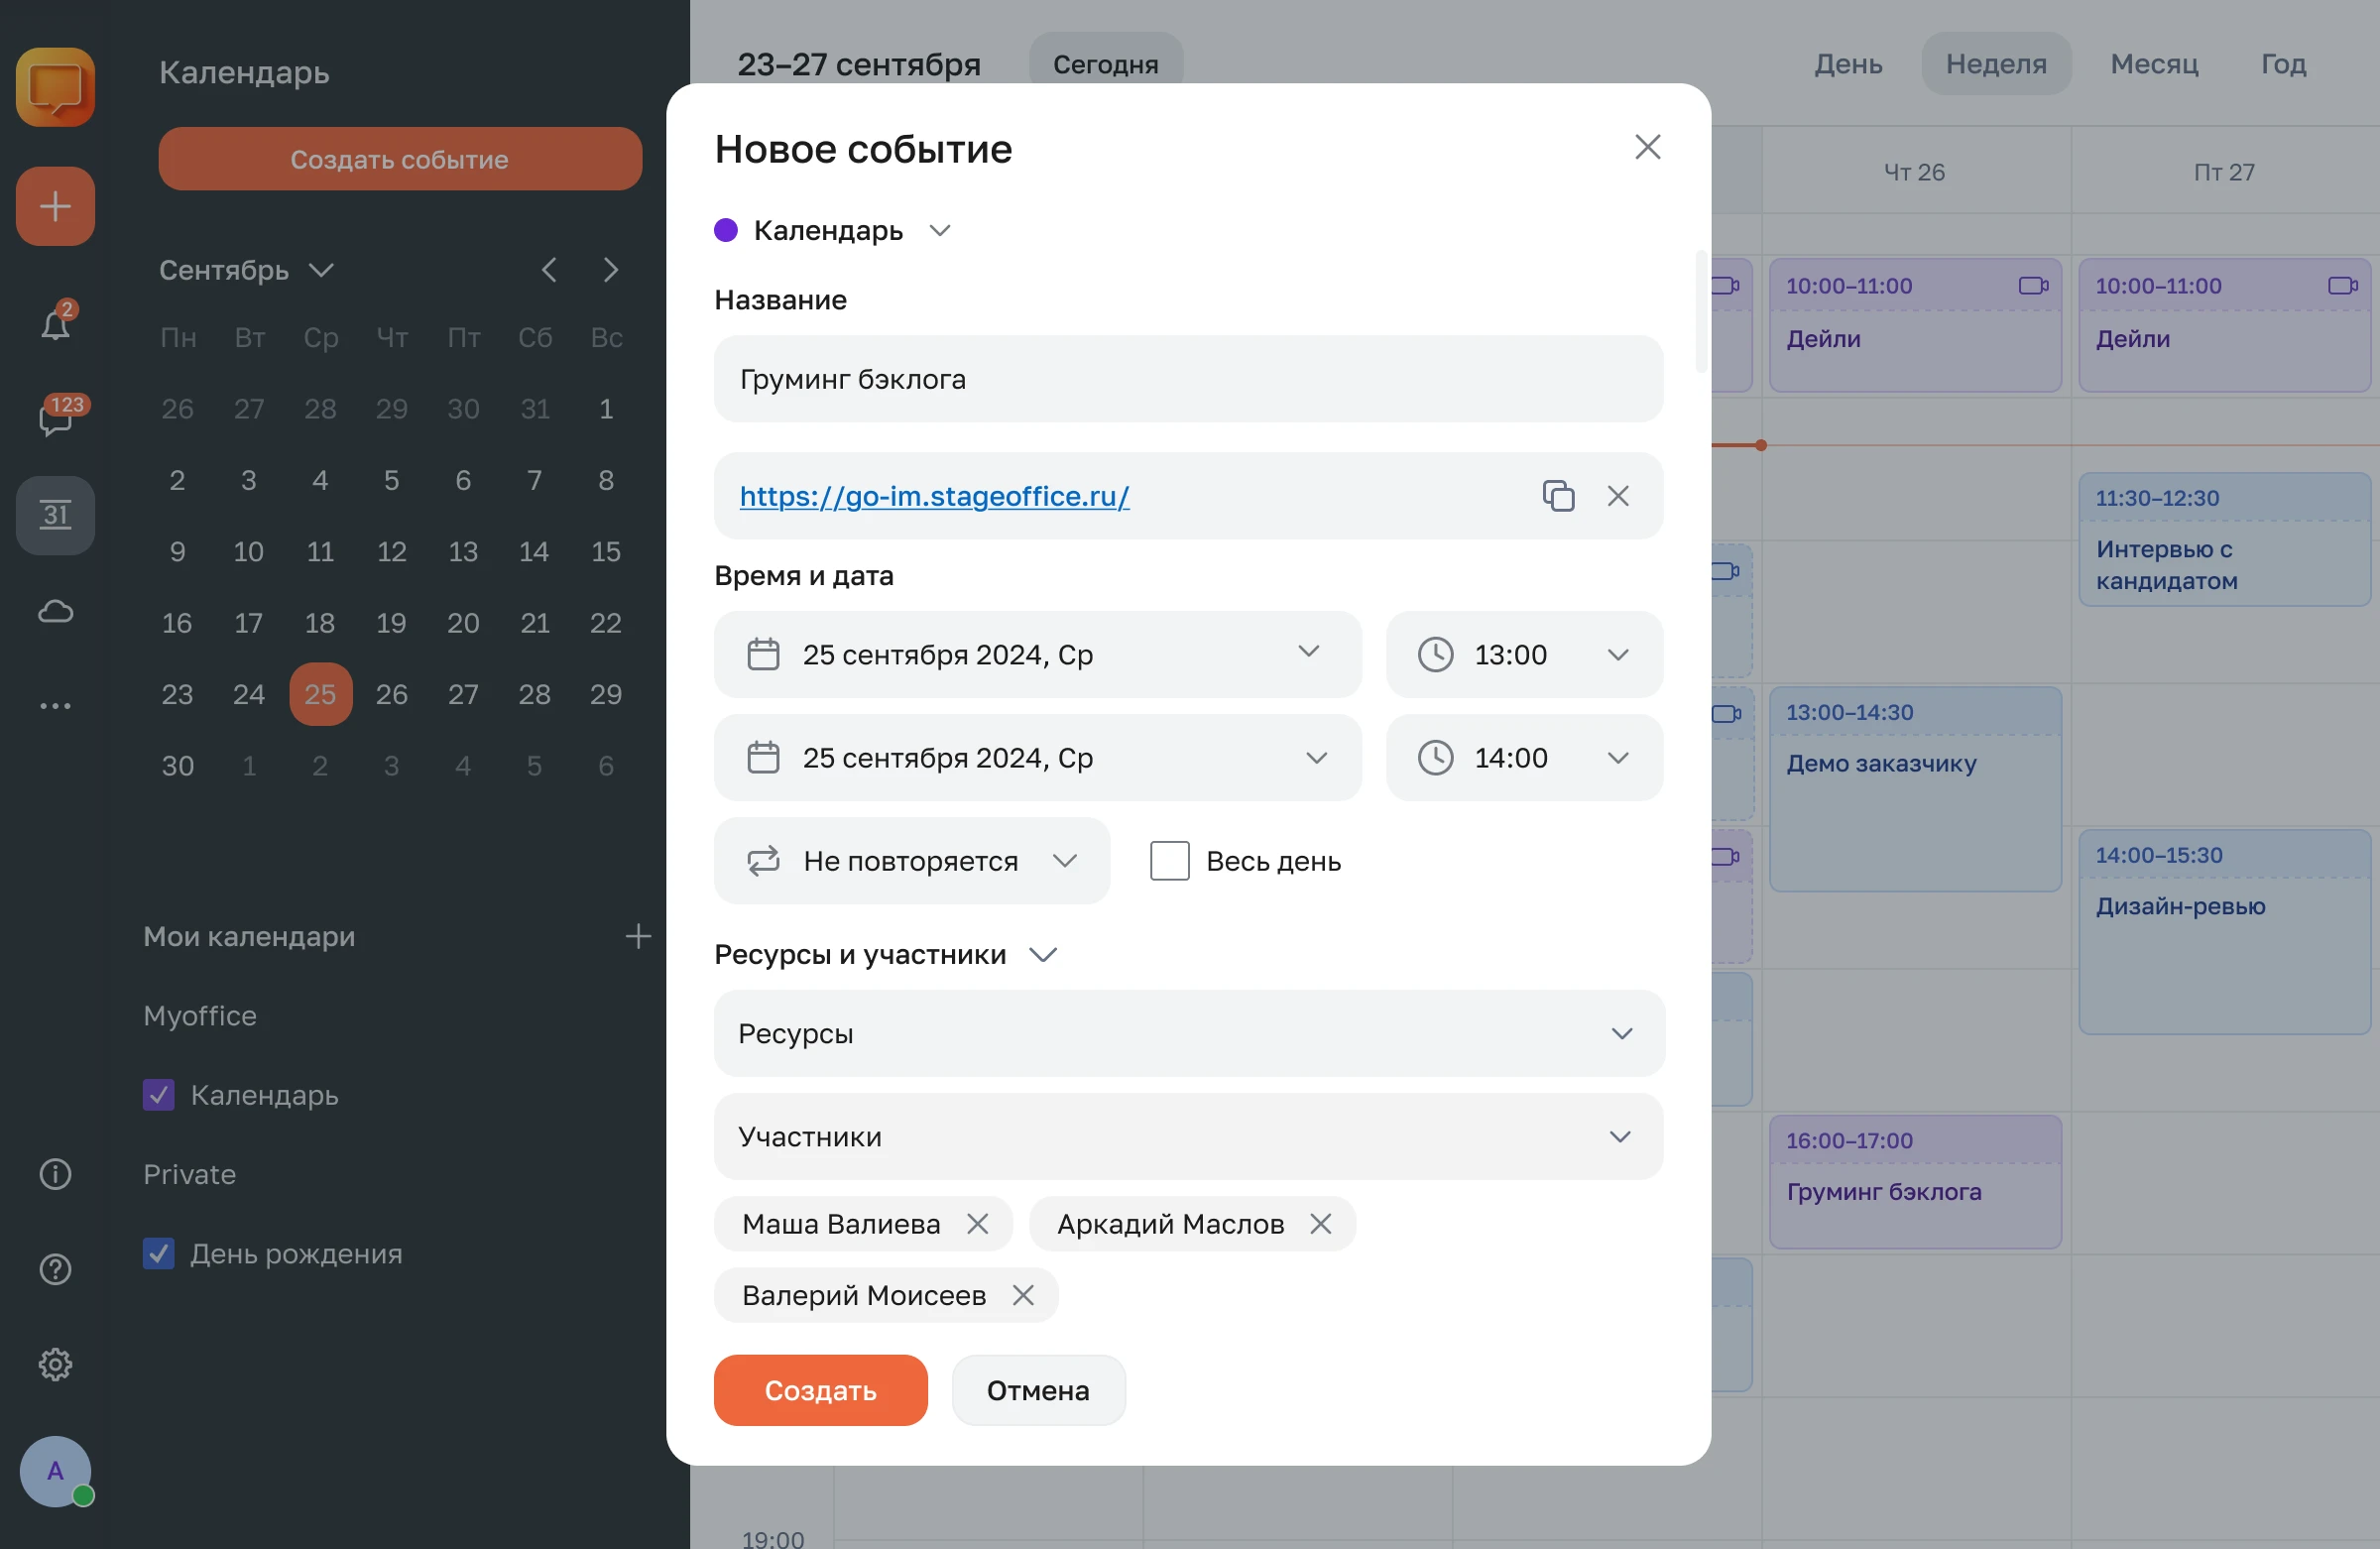 Календарь
Создать событие
2
123
31
Сентябрь
Пн Вт Ср Чт Пт Сб Вс
26 27 28 29 30 31 1
2 3 4 5 6 7 8
9 10 11 12 13 14 15
16 17 18 19 20 21 22
23 24 25 26 27 28 29
30 1 2 3 4 5 6
Мои календари
Myoffice
Календарь
Private
День рождения
A
23–27 сентября
Сегодня
День Неделя Месяц Год
Новое событие
Календарь
Название
Груминг бэклога
https://go-im.stageoffice.ru/
Время и дата
25 сентября 2024, Ср 13:00
25 сентября 2024, Ср 14:00
Не повторяется Весь день
Ресурсы и участники
Ресурсы
Участники
Маша Валиева Аркадий Маслов
Валерий Моисеев
Создать Отмена
Чт 26
Пт 27
10:00–11:00
Дейли
10:00–11:00
Дейли
11:30–12:30
Интервью с
кандидатом
13:00–14:30
Демо заказчику
14:00–15:30
Дизайн-ревью
16:00–17:00
Груминг бэклога
19:00